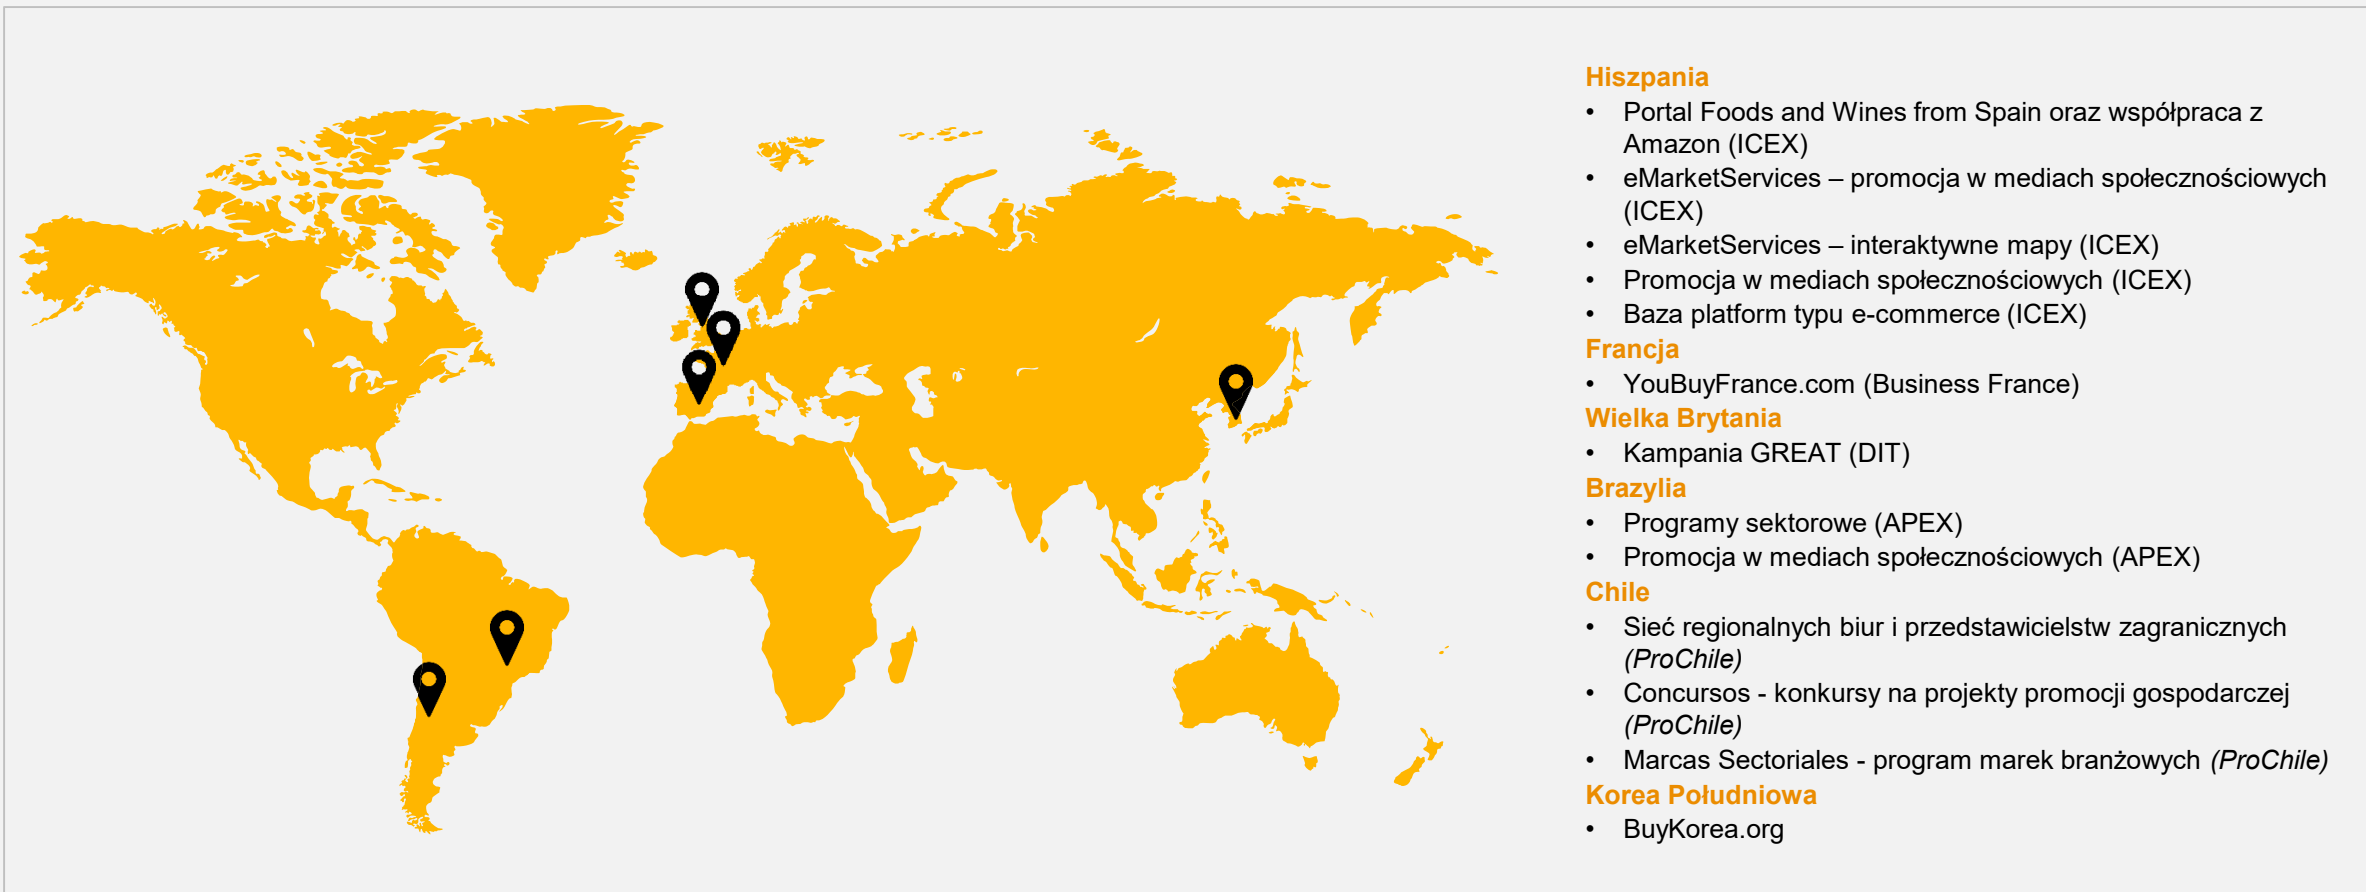 Hiszpania
• Portal Foods and Wines from Spain oraz współpraca z
Amazon (ICEX)
• eMarketServices – promocja w mediach społecznościowych
(ICEX)
• eMarketServices – interaktywne mapy (ICEX)
• Promocja w mediach społecznościowych (ICEX)
• Baza platform typu e-commerce (ICEX)
Francja
• YouBuyFrance.com (Business France)
Wielka Brytania
• Kampania GREAT (DIT)
Brazylia
• Programy sektorowe (APEX)
• Promocja w mediach społecznościowych (APEX)
Chile
• Sieć regionalnych biur i przedstawicielstw zagranicznych
(ProChile)
• Concursos - konkursy na projekty promocji gospodarczej
(ProChile)
• Marcas Sectoriales - program marek branżowych (ProChile)
Korea Południowa
• BuyKorea.org